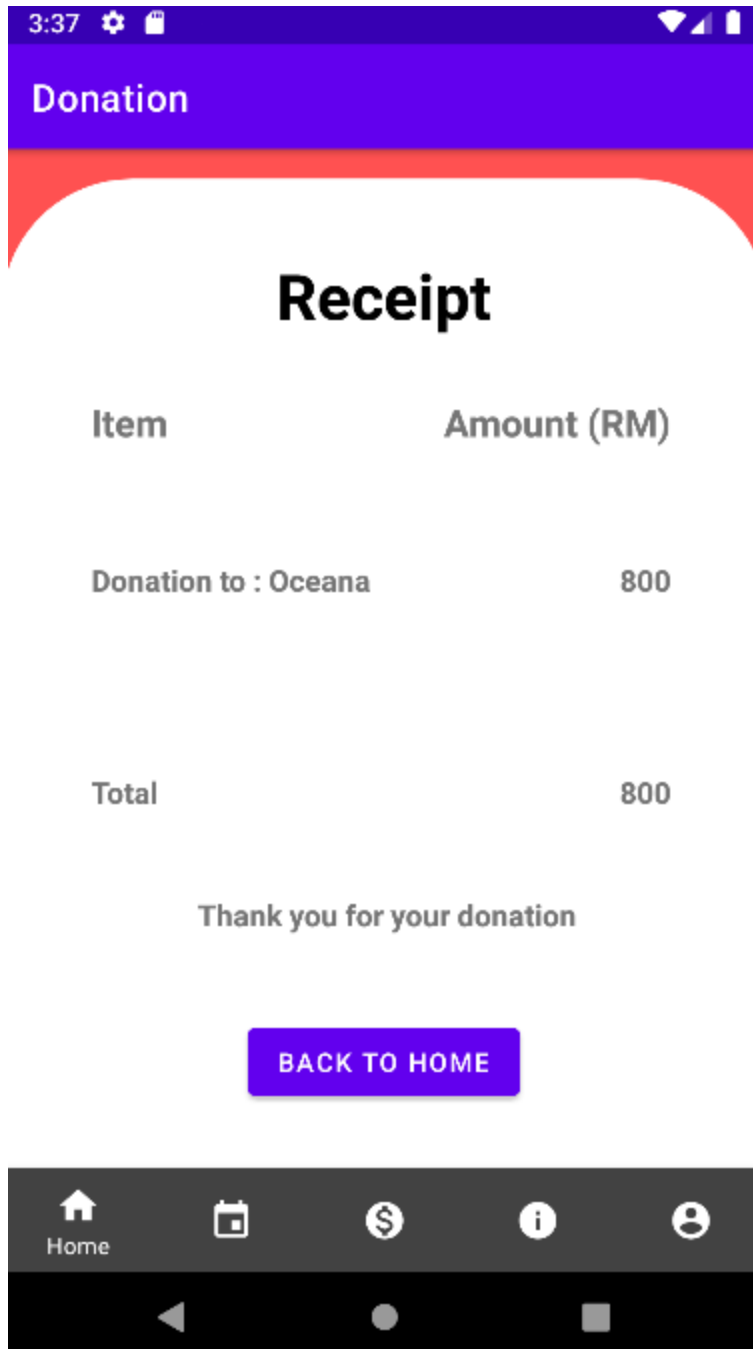 3:37
Donation
Receipt
Item Amount (RM)
Donation to : Oceana 800
Total 800
Thank you for your donation
BACK TO HOME
Home